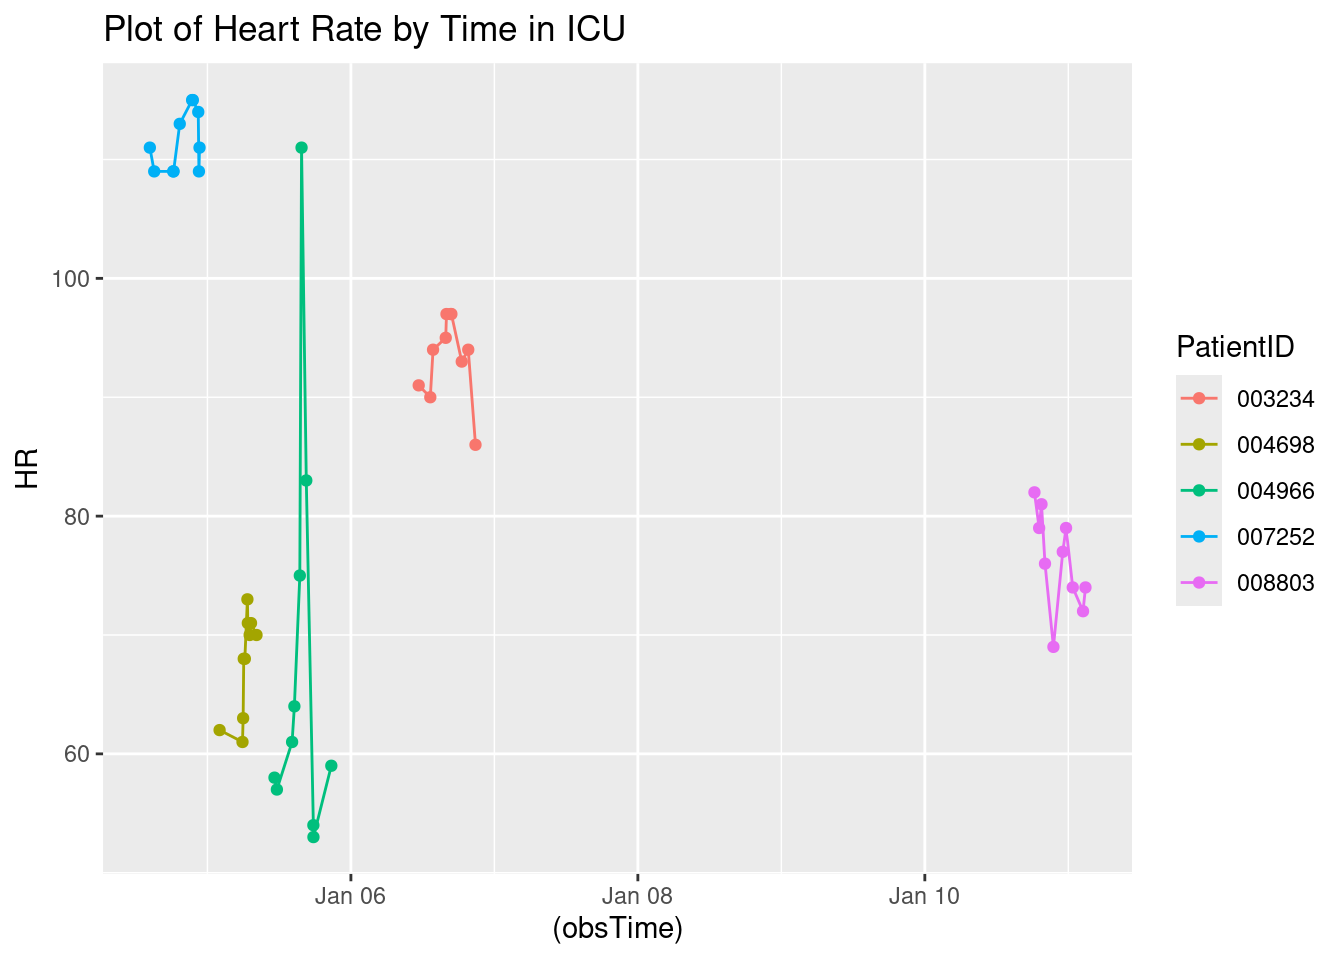 Plot of Heart Rate by Time in ICU
HR
100
80
60
Jan 06
Jan 08
Jan 10
(obsTime)
PatientID
003234
004698
004966
007252
008803